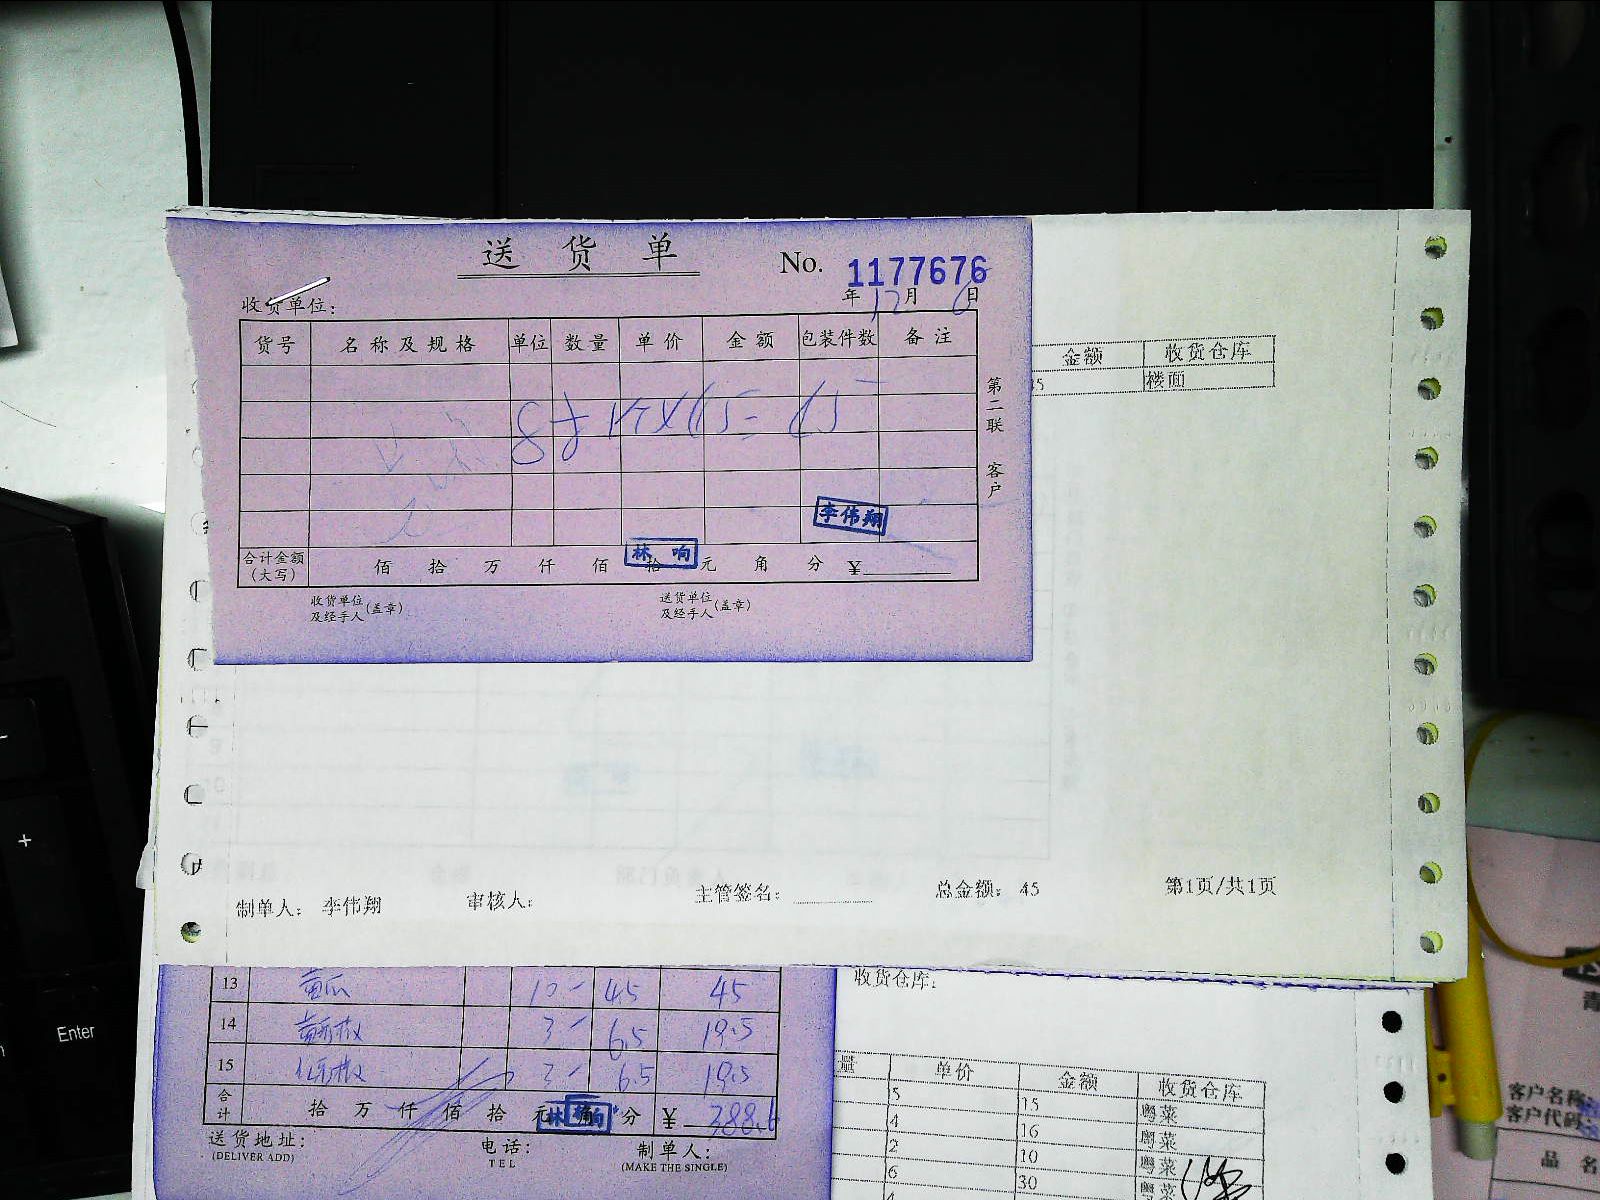 送货单
No. 1177676
收货单位:
年12月6日
货号 名称及规格 单位 数量 单价 金额 包装件数 备注
第二联 客户
李伟翔
林响
合计金额(大写) 佰 拾 万 仟 佰 拾 元 角 分 ¥
收货单位及经手人(盖章) 送货单位及经手人(盖章)
金额 收货仓库
45 楼面
制单人: 李伟翔 审核人: 主管签名: 总金额: 45 第1页/共1页
13 黄瓜 10- 4.5 45
14 3- 6.5 19.5
15 3- 6.5 19.5
合计 拾 万 仟 佰 拾 元 角 分 ¥ 388.6
送货地址: (DELIVER ADD) 电话: TEL 制单人: (MAKE THE SINGLE)
收货仓库:
量 单价 金额 收货仓库
5 15 粤菜
4 16 粤菜
2 10 粤菜
6 30 粤菜
Enter
+
客户名称:
客户代码:
品 名